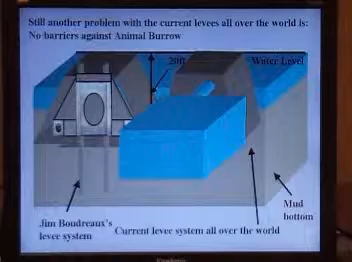 Still another problem with the current levees all over the world is:
No barriers against Animal Burrow
20ft
Water Level
Mud
bottom
Jim Boudreaux's
levee system
Current levee system all over the world